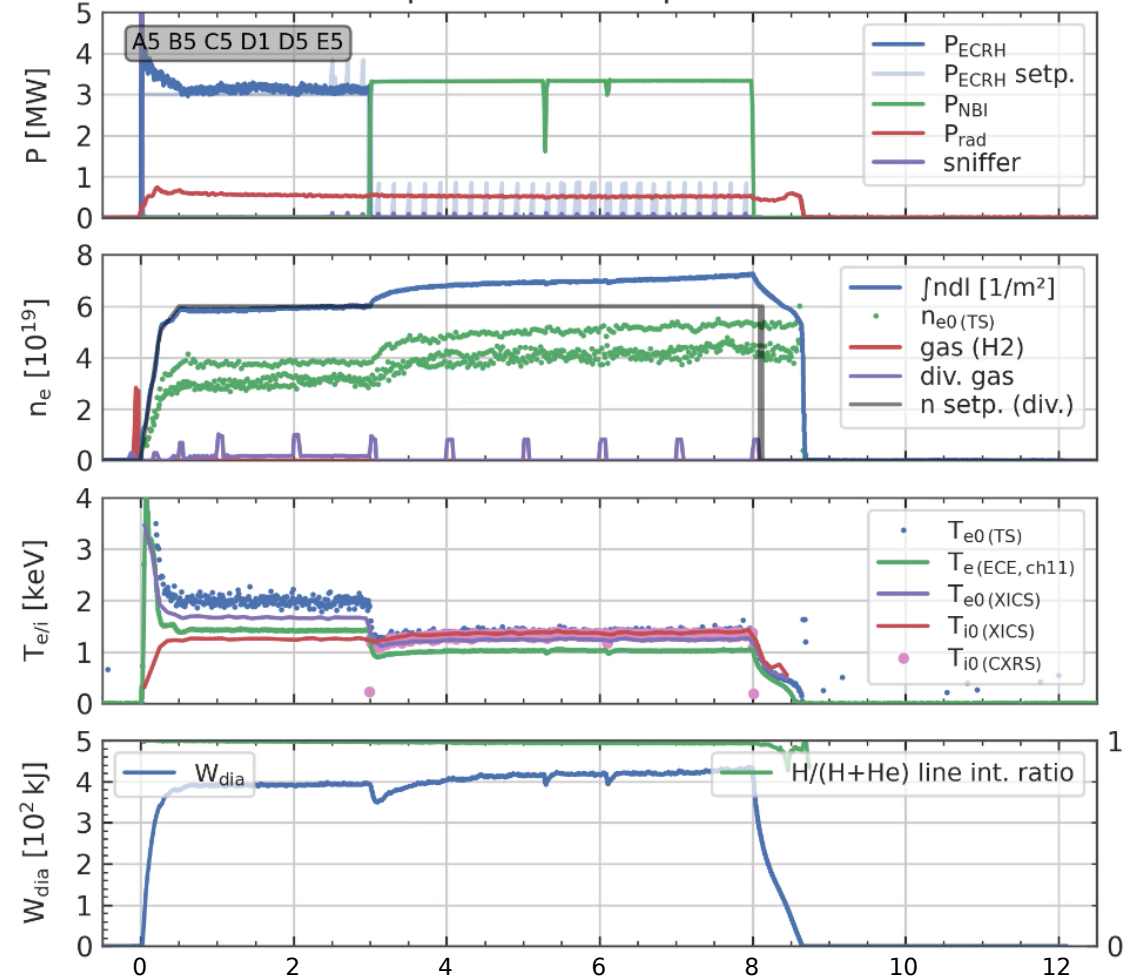 5
A5 B5 C5 D1 D5 E5
4
3
2
1
0
P [MW]
P_ECRH
P_ECRH setp.
P_NBI
P_rad
sniffer
8
6
4
2
0
n_e [10^19]
∫ndl [1/m²]
n_e0 (TS)
gas (H2)
div. gas
n setp. (div.)
4
3
2
1
0
T_e/i [keV]
T_e0 (TS)
T_e (ECE, ch11)
T_e0 (XICS)
T_i0 (XICS)
T_i0 (CXRS)
5
4
3
2
1
0
W_dia [10^2 kJ]
W_dia
H/(H+He) line int. ratio
1
0
0 2 4 6 8 10 12